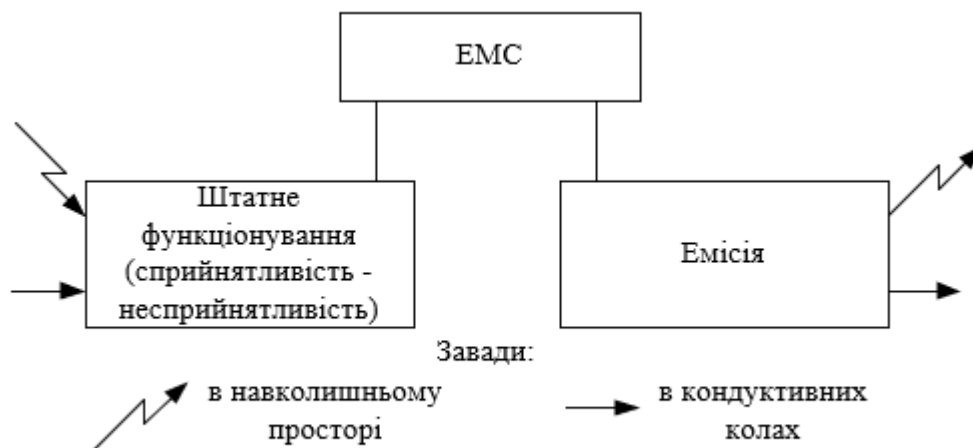 ЕМС
Штатне
функціонування
(сприйнятливість -
несприйнятливість)
Емісія
Завади:
в навколишньому
просторі
в кондуктивних
колах